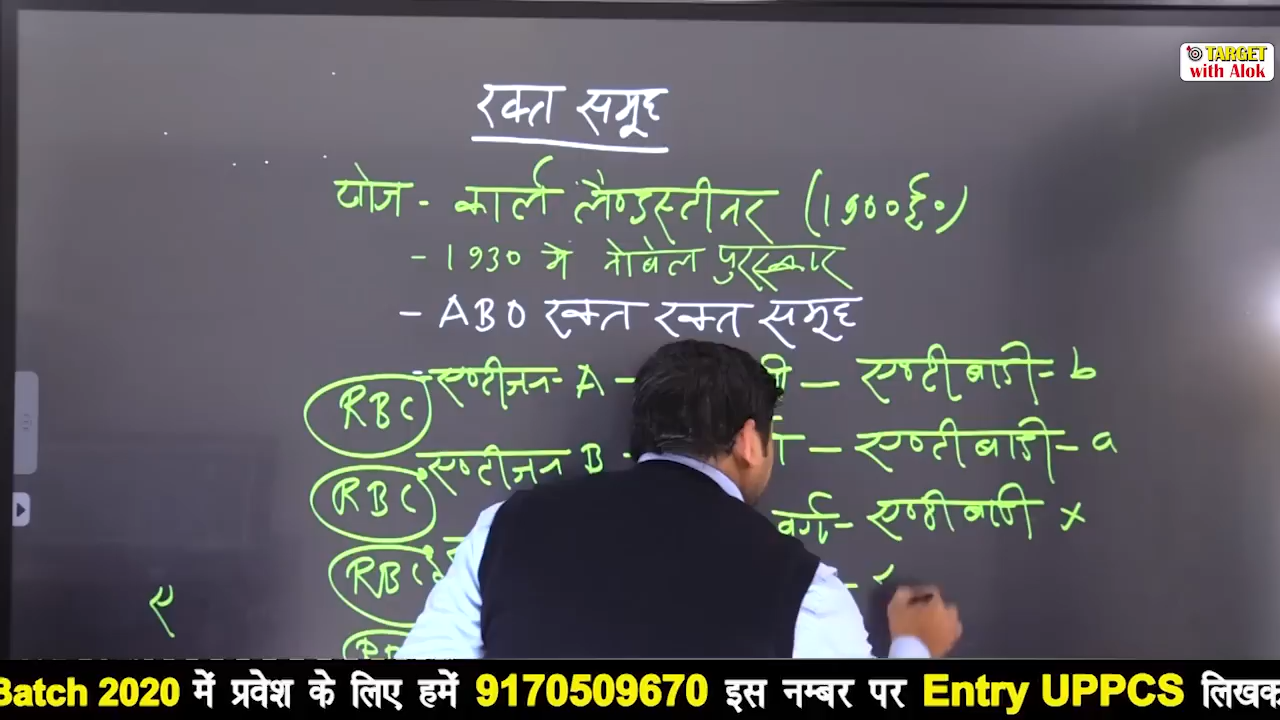 TARGET
with Alok
रक्त समूह
खोज - कार्ल लैण्डस्टीनर (1900ई०)
- 1930 में नोबेल पुरस्कार
- ABO रक्त रक्त समूह
RBC एण्टीजन - A - — एण्टीबाडी - b
RBC एण्टीजन B - — एण्टीबाडी - a
वर्ग - एण्टीबाडी x
RBC
ए
Batch 2020 में प्रवेश के लिए हमें 9170509670 इस नम्बर पर Entry UPPCS लिखक